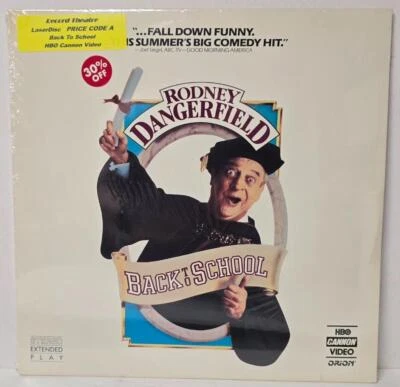 Record Theatre
LaserDisc PRICE CODE A
Back To School
HBO Cannon Video
30%
OFF
"...FALL DOWN FUNNY.
IS SUMMER'S BIG COMEDY HIT."
—Joel Siegel, ABC-TV—GOOD MORNING AMERICA
RODNEY
DANGERFIELD
BACK TO SCHOOL
STEREO
EXTENDED
PLAY
HBO
CANNON
VIDEO
ORION